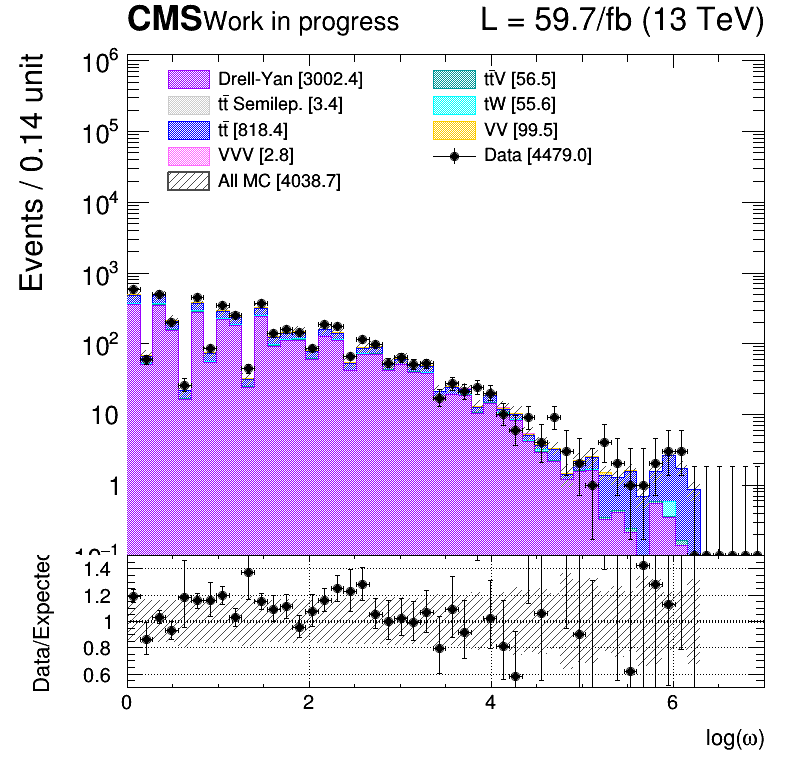 CMS Work in progress L = 59.7/fb (13 TeV)
Events / 0.14 unit
10⁶
10⁵
10⁴
10³
10²
10
1
10⁻¹
Drell-Yan [3002.4]
tt̄ Semilep. [3.4]
tt̄ [818.4]
VVV [2.8]
All MC [4038.7]
tt̄V [56.5]
tW [55.6]
VV [99.5]
Data [4479.0]
Data/Expected
1.4
1.2
1
0.8
0.6
0 2 4 6
log(ω)